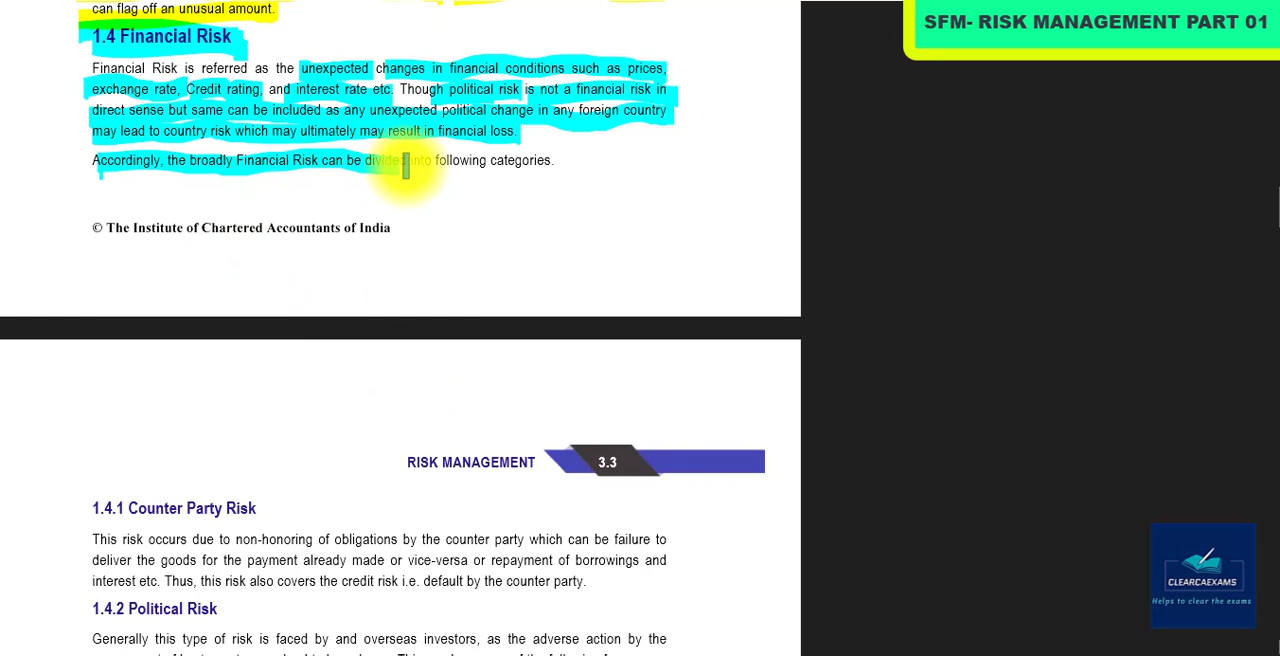 can flag off an unusual amount.
SFM- RISK MANAGEMENT PART 01
1.4 Financial Risk
Financial Risk is referred as the unexpected changes in financial conditions such as prices,
exchange rate, Credit rating, and interest rate etc. Though political risk is not a financial risk in
direct sense but same can be included as any unexpected political change in any foreign country
may lead to country risk which may ultimately may result in financial loss.
Accordingly, the broadly Financial Risk can be divided into following categories.
© The Institute of Chartered Accountants of India
RISK MANAGEMENT 3.3
1.4.1 Counter Party Risk
This risk occurs due to non-honoring of obligations by the counter party which can be failure to
deliver the goods for the payment already made or vice-versa or repayment of borrowings and
interest etc. Thus, this risk also covers the credit risk i.e. default by the counter party.
1.4.2 Political Risk
Generally this type of risk is faced by and overseas investors, as the adverse action by the
CLEARCAEXAMS
Helps to clear the exams